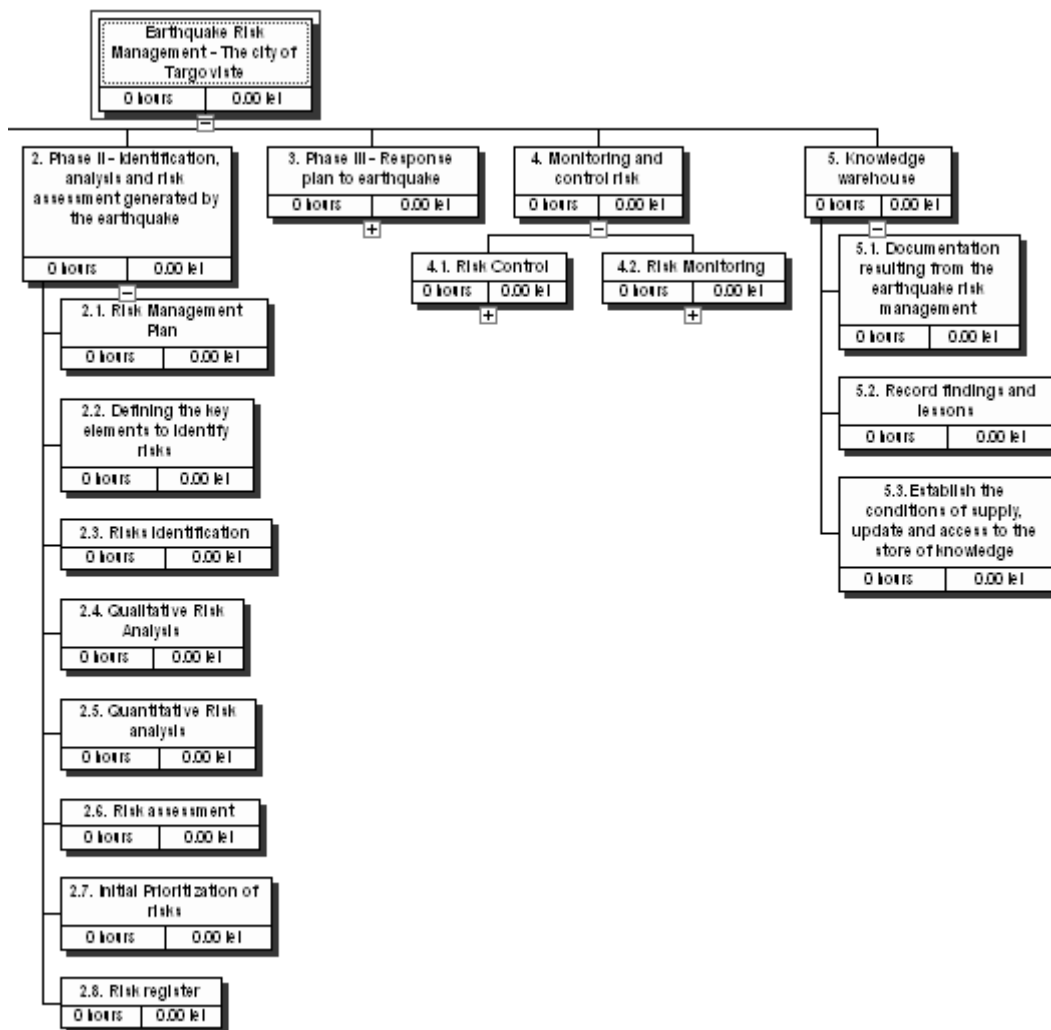 Earthquake Risk
Management - The city of
Targoviste
0 hours 0.00 lei
2. Phase II - Identification,
analysis and risk
assessment generated by
the earthquake
0 hours 0.00 lei
3. Phase III - Response
plan to earthquake
0 hours 0.00 lei
4. Monitoring and
control risk
0 hours 0.00 lei
5. Knowledge
warehouse
0 hours 0.00 lei
4.1. Risk Control
0 hours 0.00 lei
4.2. Risk Monitoring
0 hours 0.00 lei
5.1. Documentation
resulting from the
earthquake risk
management
0 hours 0.00 lei
5.2. Record findings and
lessons
0 hours 0.00 lei
5.3.Establish the
conditions of supply,
update and access to the
store of knowledge
0 hours 0.00 lei
2.1. Risk Management
Plan
0 hours 0.00 lei
2.2. Defining the key
elements to identify
risks
0 hours 0.00 lei
2.3. Risks Identification
0 hours 0.00 lei
2.4. Qualitative Risk
Analysis
0 hours 0.00 lei
2.5. Quantitative Risk
analysis
0 hours 0.00 lei
2.6. Risk assessment
0 hours 0.00 lei
2.7. Initial Prioritization of
risks
0 hours 0.00 lei
2.8. Risk register
0 hours 0.00 lei